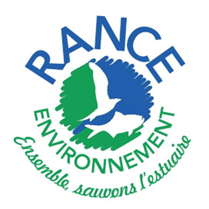 RANCE
ENVIRONNEMENT
Ensemble, sauvons l'estuaire